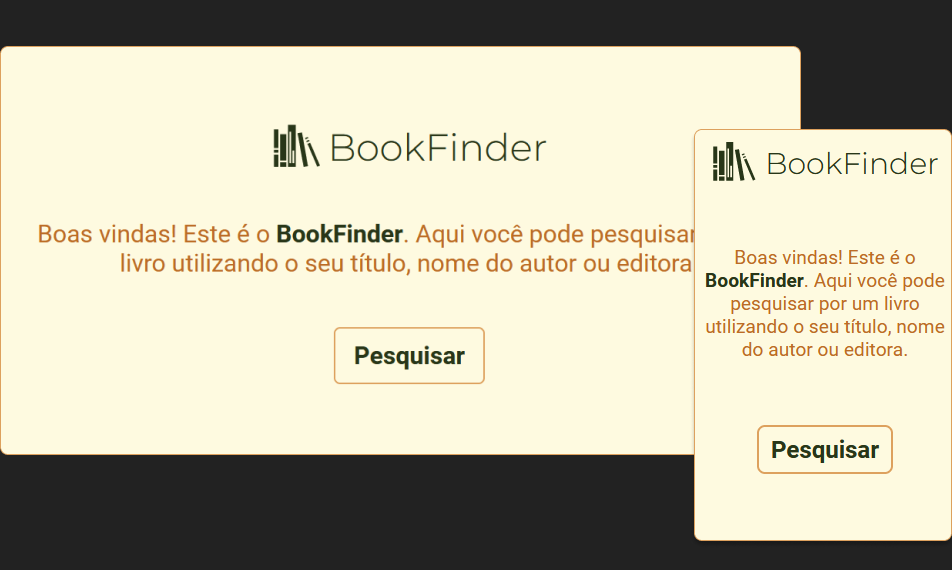 BookFinder
Boas vindas! Este é o BookFinder. Aqui você pode pesquisar
livro utilizando o seu título, nome do autor ou editora
Pesquisar
BookFinder
Boas vindas! Este é o
BookFinder. Aqui você pode
pesquisar por um livro
utilizando o seu título, nome
do autor ou editora.
Pesquisar